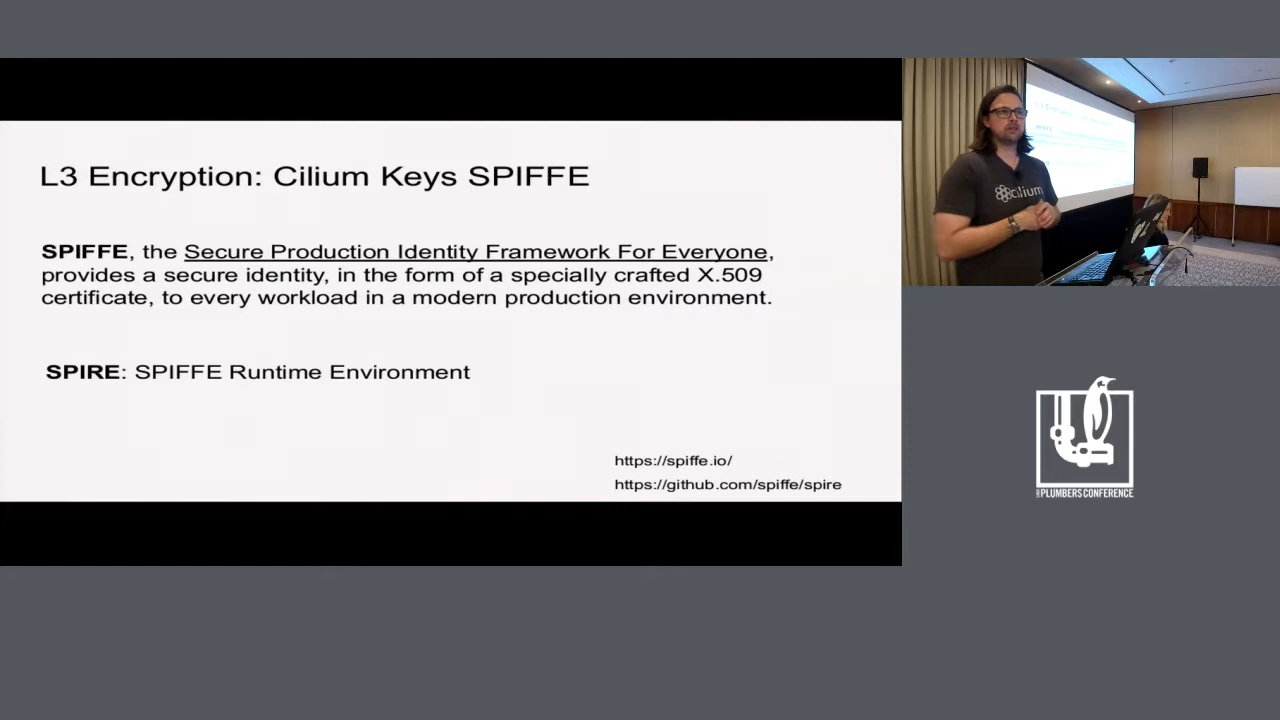 L3 Encryption: Cilium Keys SPIFFE
SPIFFE, the Secure Production Identity Framework For Everyone,
provides a secure identity, in the form of a specially crafted X.509
certificate, to every workload in a modern production environment.
SPIRE: SPIFFE Runtime Environment
https://spiffe.io/
https://github.com/spiffe/spire
cilium
PLUMBERS CONFERENCE